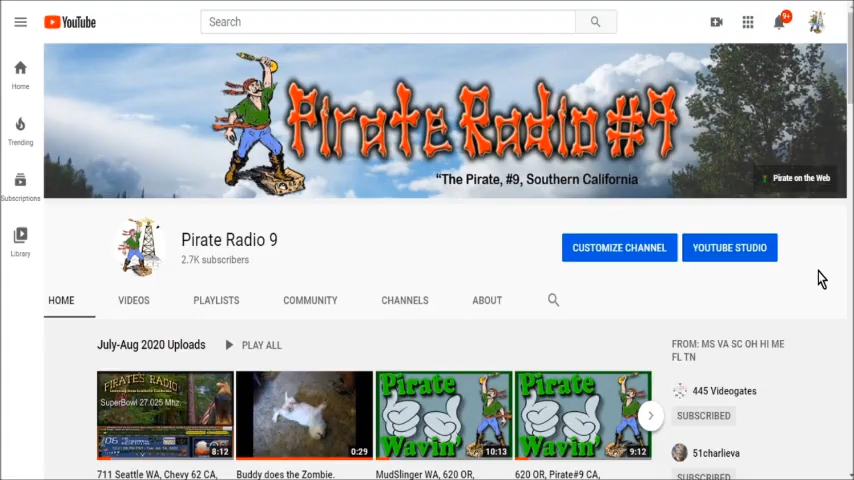 YouTube
Search
9+
Home
Trending
Subscriptions
Library
Pirate Radio #9
"The Pirate, #9, Southern California
Pirate on the Web
Pirate Radio 9
2.7K subscribers
CUSTOMIZE CHANNEL
YOUTUBE STUDIO
HOME
VIDEOS
PLAYLISTS
COMMUNITY
CHANNELS
ABOUT
July-Aug 2020 Uploads
PLAY ALL
FROM: MS VA SC OH HI ME
FL TN
PIRATE'S RADIO
SuperBowl 27.025 Mhz.
8:12
0:29
Pirate
Wavin'
10:13
Pirate
Wavin'
9:12
445 Videogates
SUBSCRIBED
51charlieva
SUBSCRIBED
711 Seattle WA, Chevy 62 CA,
Buddy does the Zombie.
MudSlinger WA, 620 OR,
620 OR, Pirate#9 CA,